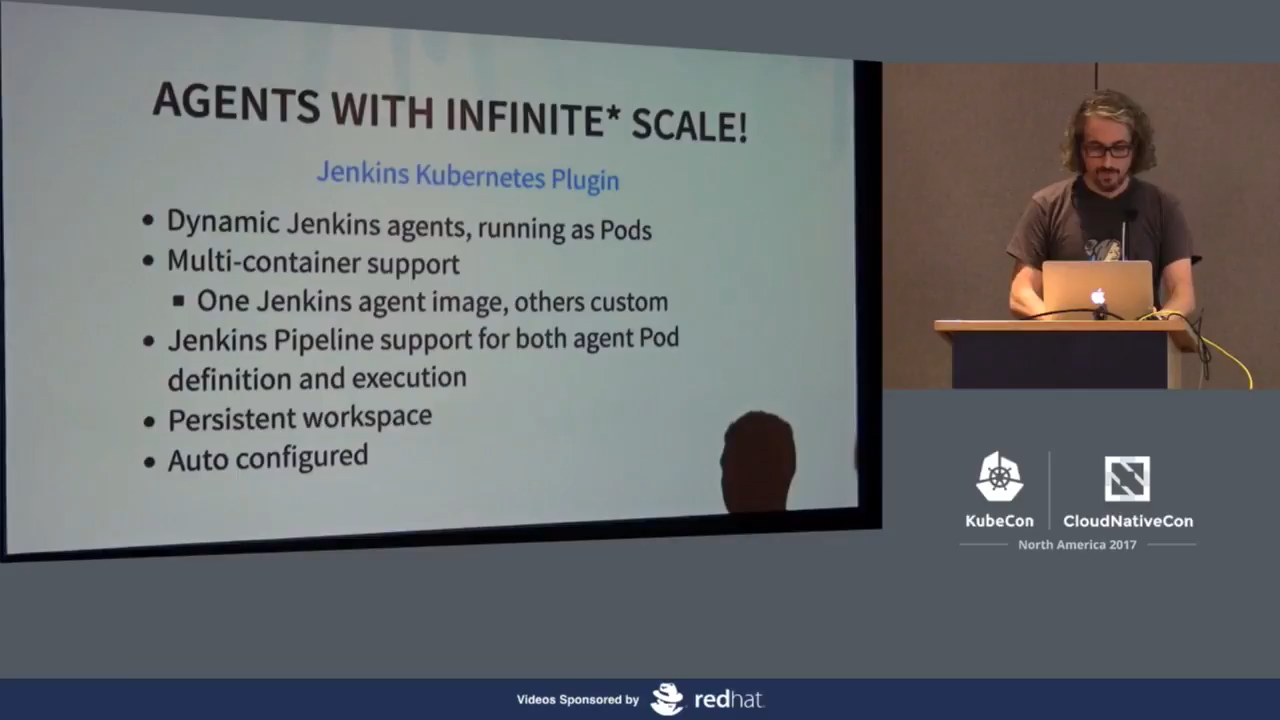 AGENTS WITH INFINITE* SCALE!
Jenkins Kubernetes Plugin
• Dynamic Jenkins agents, running as Pods
• Multi-container support
▪ One Jenkins agent image, others custom
• Jenkins Pipeline support for both agent Pod
definition and execution
• Persistent workspace
• Auto configured
KubeCon
CloudNativeCon
North America 2017
Videos Sponsored by
redhat.